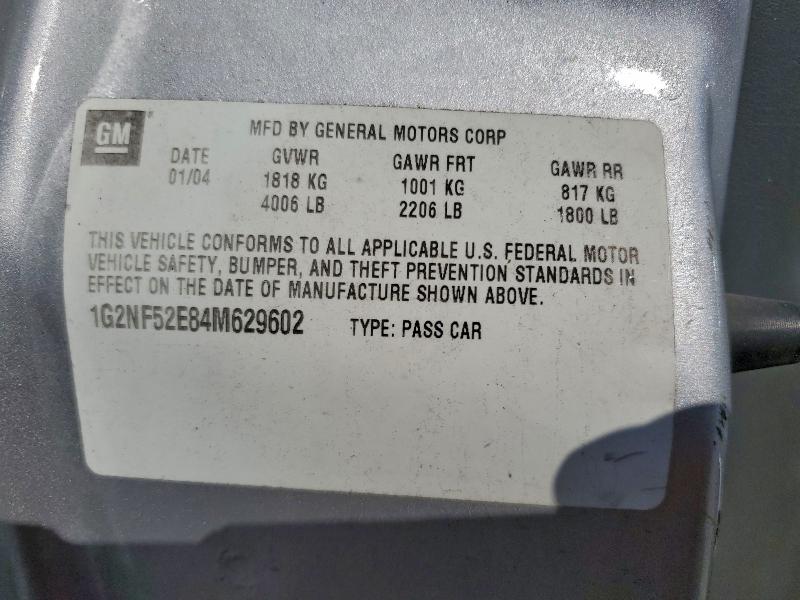 GM
MFD BY GENERAL MOTORS CORP
DATE GVWR GAWR FRT GAWR RR
01/04 1818 KG 1001 KG 817 KG
4006 LB 2206 LB 1800 LB
THIS VEHICLE CONFORMS TO ALL APPLICABLE U.S. FEDERAL MOTOR
VEHICLE SAFETY, BUMPER, AND THEFT PREVENTION STANDARDS IN
EFFECT ON THE DATE OF MANUFACTURE SHOWN ABOVE.
1G2NF52E84M629602 TYPE: PASS CAR